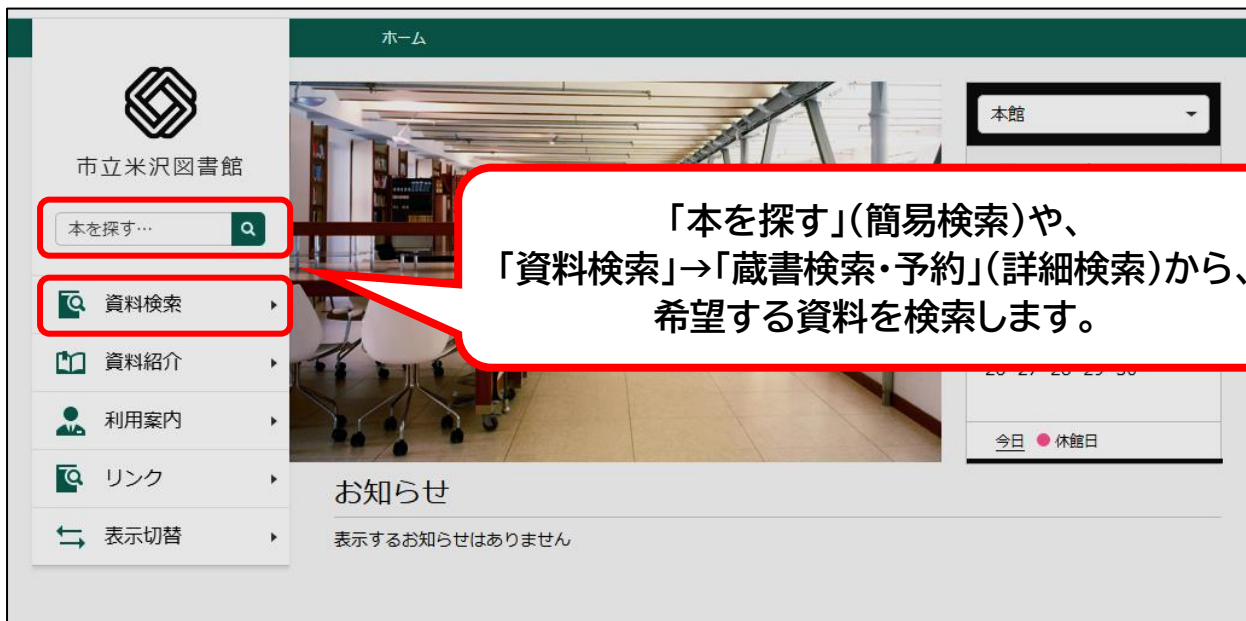 ホーム
市立米沢図書館
本を探す…
資料検索
資料紹介
利用案内
リンク
表示切替
本館
「本を探す」(簡易検索)や、
「資料検索」→「蔵書検索・予約」(詳細検索)から、
希望する資料を検索します。
今日 休館日
お知らせ
表示するお知らせはありません